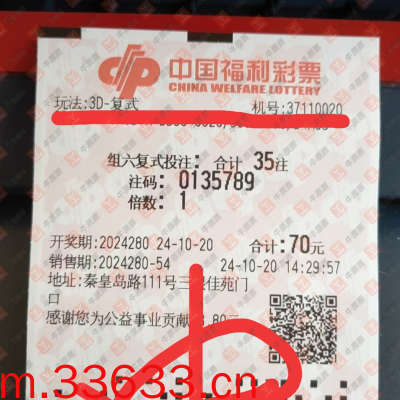 中国福利彩票
CHINA WELFARE LOTTERY
玩法:3D-复式 机号:37110020
组六复式投注: 合计 35注
注码: 0135789
倍数: 1
开奖期:2024280 24-10-20 合计:70元
销售期:2024280-54 24-10-20 14:29:57
地址:秦皇岛路111号三 佳苑门
口
感谢您为公益事业贡献 .80元
m.33633.cn